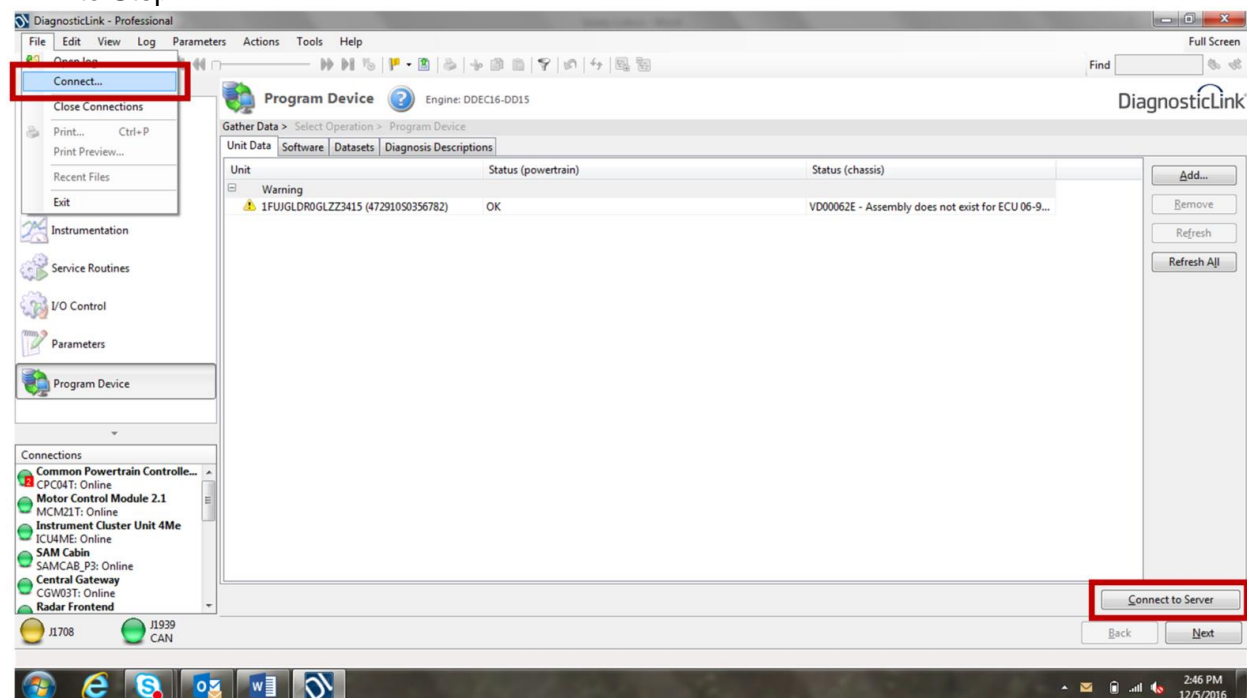 DiagnosticLink - Professional
File Edit View Log Parameters Actions Tools Help Full Screen
Open log
Find
Connect...
Close Connections
Print... Ctrl+P
Print Preview...
Recent Files
Exit
Program Device Engine: DDEC16-DD15
DiagnosticLink
Gather Data > Select Operation > Program Device
Unit Data Software Datasets Diagnosis Descriptions
Unit Status (powertrain) Status (chassis)
Warning
1FUJGLDR0GLZZ3415 (472910S0356782) OK VD00062E - Assembly does not exist for ECU 06-9...
Add...
Remove
Refresh
Refresh All
Instrumentation
Service Routines
I/O Control
Parameters
Program Device
Connections
Common Powertrain Controlle...
CPC04T: Online
Motor Control Module 2.1
MCM21T: Online
Instrument Cluster Unit 4Me
ICU4ME: Online
SAM Cabin
SAMCAB_P3: Online
Central Gateway
CGW03T: Online
Radar Frontend
Connect to Server
J1708 J1939
CAN
Back Next
2:46 PM
12/5/2016